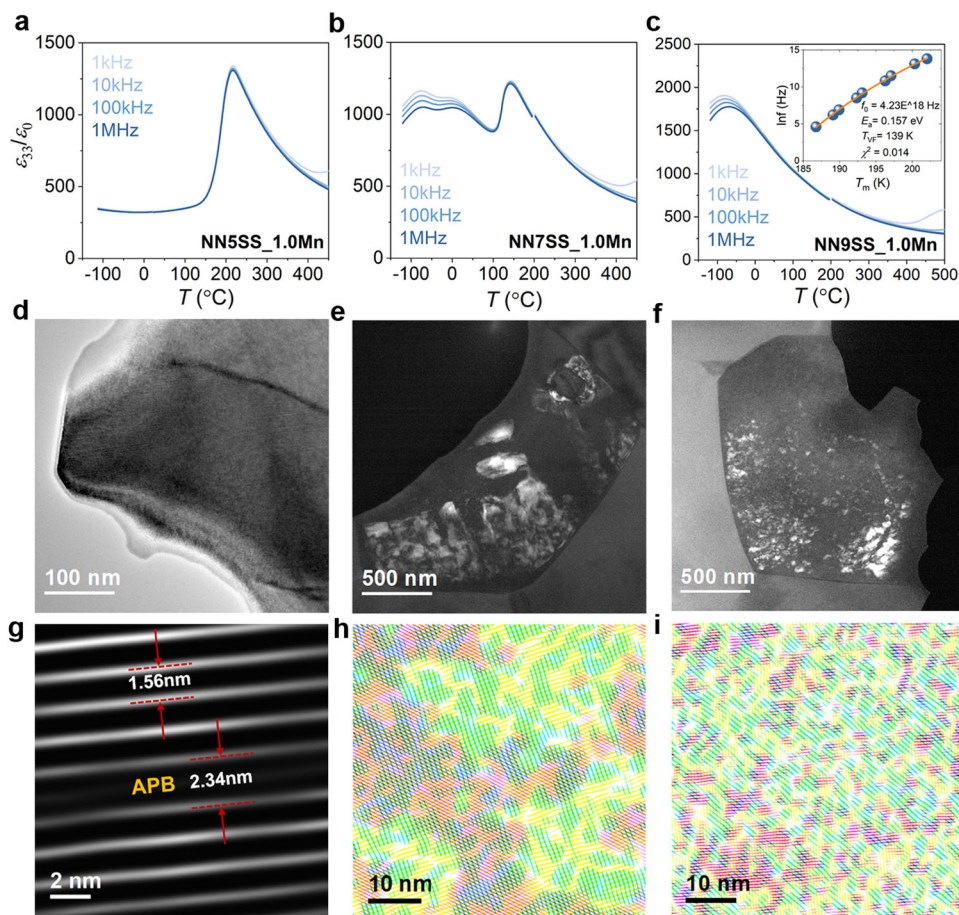 a
b
c
1500
1000
500
0
ε33/ε0
1kHz
10kHz
100kHz
1MHz
NN5SS_1.0Mn
-100 0 100 200 300 400
T (°C)
1500
1000
500
0
1kHz
10kHz
100kHz
1MHz
NN7SS_1.0Mn
-100 0 100 200 300 400
T (°C)
2500
2000
1500
1000
500
0
1kHz
10kHz
100kHz
1MHz
NN9SS_1.0Mn
-100 0 100 200 300 400 500
T (°C)
15
10
5
0
lnf (Hz)
f0 = 4.23E^18 Hz
Ea = 0.157 eV
TVF= 139 K
χ2 = 0.014
185 190 195 200
Tm (K)
d
100 nm
e
500 nm
f
500 nm
g
1.56nm
APB
2.34nm
2 nm
h
10 nm
i
10 nm